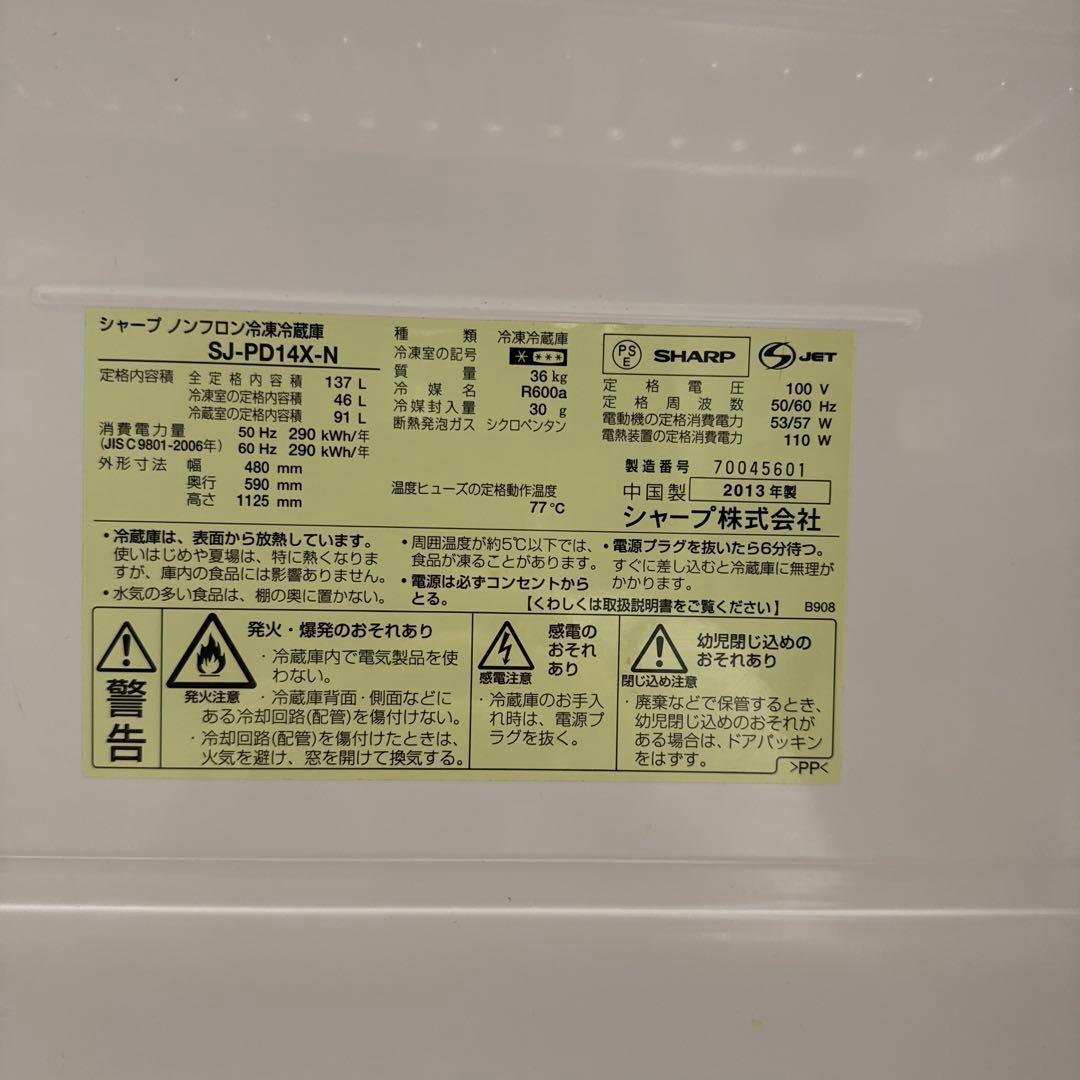 シャープ ノンフロン冷凍冷蔵庫
SJ-PD14X-N
定格内容積 全定格内容積 137 L
冷凍室の定格内容積 46 L
冷蔵室の定格内容積 91 L
消費電力量 50 Hz 290 kWh/年
(JIS C 9801-2006年) 60 Hz 290 kWh/年
外形寸法 幅 480 mm
奥行 590 mm
高さ 1125 mm
種類 冷凍冷蔵庫
冷凍室の記号 * ***
質量 36 kg
冷媒名 R600a
冷媒封入量 30 g
断熱発泡ガス シクロペンタン
温度ヒューズの定格動作温度
77℃
PS
E
SHARP
S JET
定格電圧 100 V
定格周波数 50/60 Hz
電動機の定格消費電力 53/57 W
電熱装置の定格消費電力 110 W
製造番号 70045601
中国製 2013年製
シャープ株式会社
・冷蔵庫は、表面から放熱しています。
使いはじめや夏場は、特に熱くなりま
すが、庫内の食品には影響ありません。
・水気の多い食品は、棚の奥に置かない。
・周囲温度が約5℃以下では、
食品が凍ることがあります。
・電源は必ずコンセントから
とる。
・電源プラグを抜いたら6分待つ。
すぐに差し込むと冷蔵庫に無理が
かかります。
【くわしくは取扱説明書をご覧ください】 B908
警告
発火・爆発のおそれあり
発火注意
・冷蔵庫内で電気製品を使
わない。
・冷蔵庫背面・側面などに
ある冷却回路(配管)を傷付けない。
・冷却回路(配管)を傷付けたときは、
火気を避け、窓を開けて換気する。
感電の
おそれ
あり
感電注意
・冷蔵庫のお手入
れ時は、電源プ
ラグを抜く。
幼児閉じ込めの
おそれあり
閉じ込め注意
・廃棄などで保管するとき、
幼児閉じ込めのおそれが
ある場合は、ドアパッキン
をはずす。
>PP<